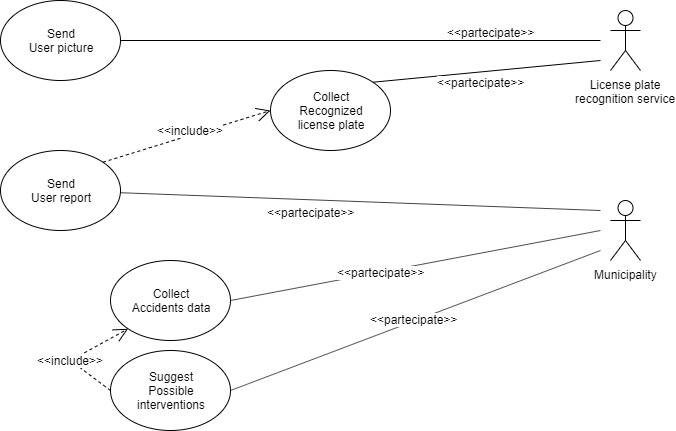 Send
User picture
<<partecipate>>
License plate
recognition service
<<partecipate>>
Collect
Recognized
license plate
<<include>>
Send
User report
<<partecipate>>
Municipality
<<partecipate>>
Collect
Accidents data
<<partecipate>>
<<include>>
Suggest
Possible
interventions